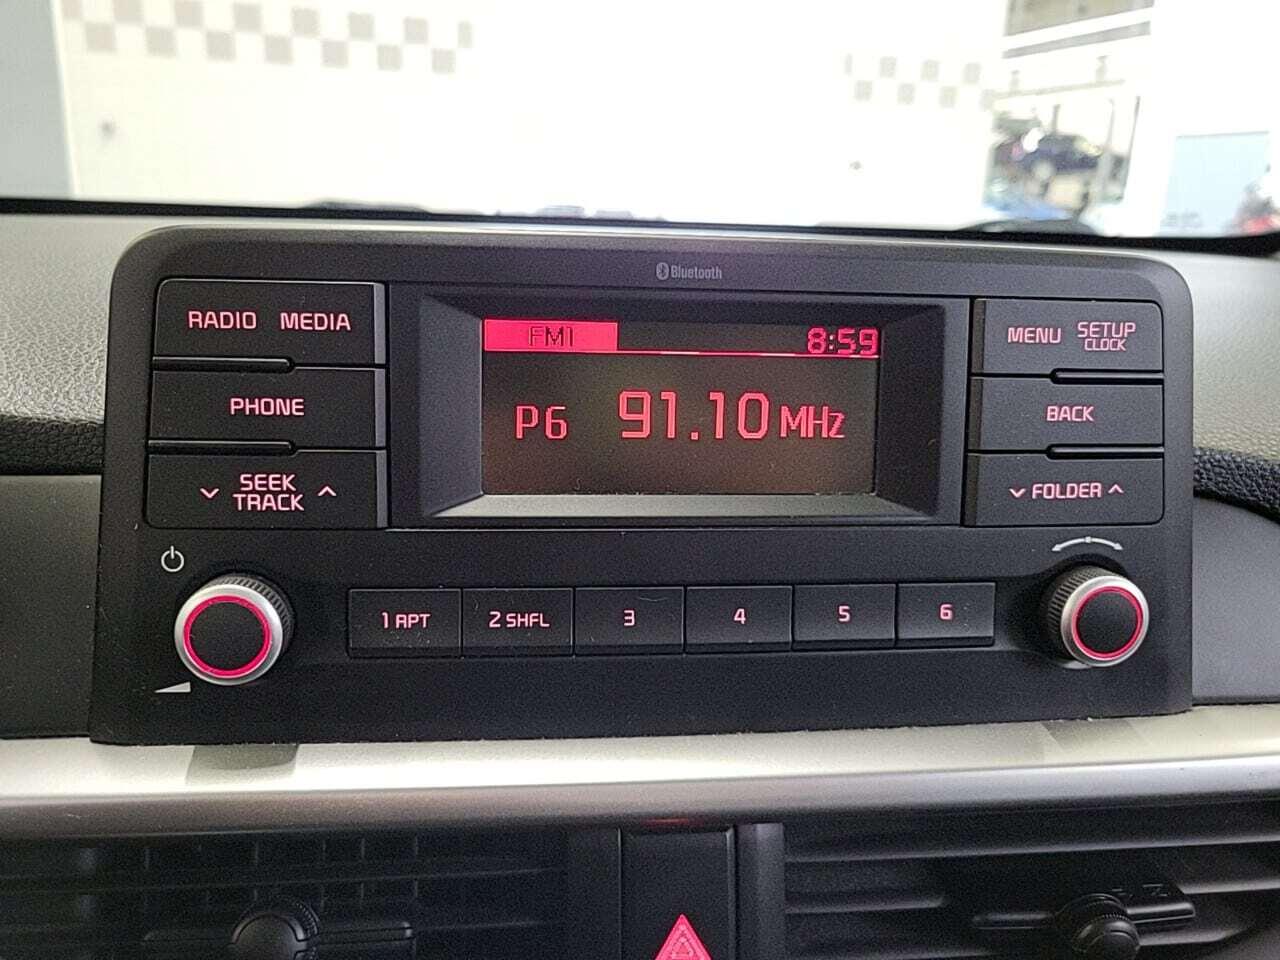 Bluetooth
RADIO MEDIA
PHONE
SEEK
TRACK
FM1 8:59
P6 91.10 MHz
MENU SETUP
CLOCK
BACK
FOLDER
1 RPT 2 SHFL 3 4 5 6